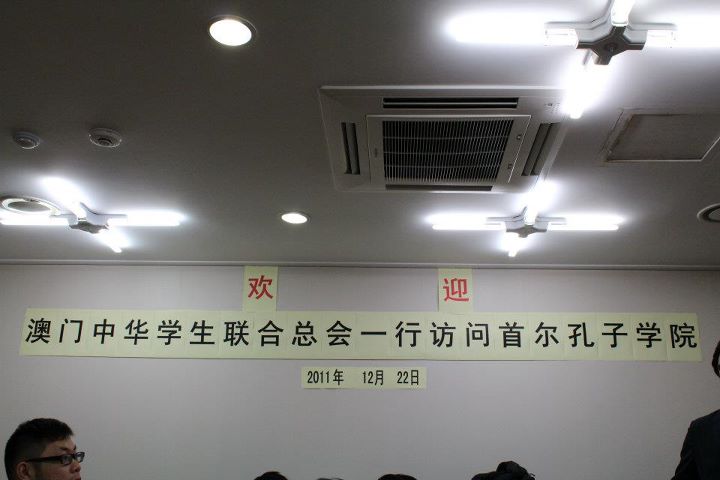 欢 迎
澳门中华学生联合总会一行访问首尔孔子学院
2011年 12月 22日